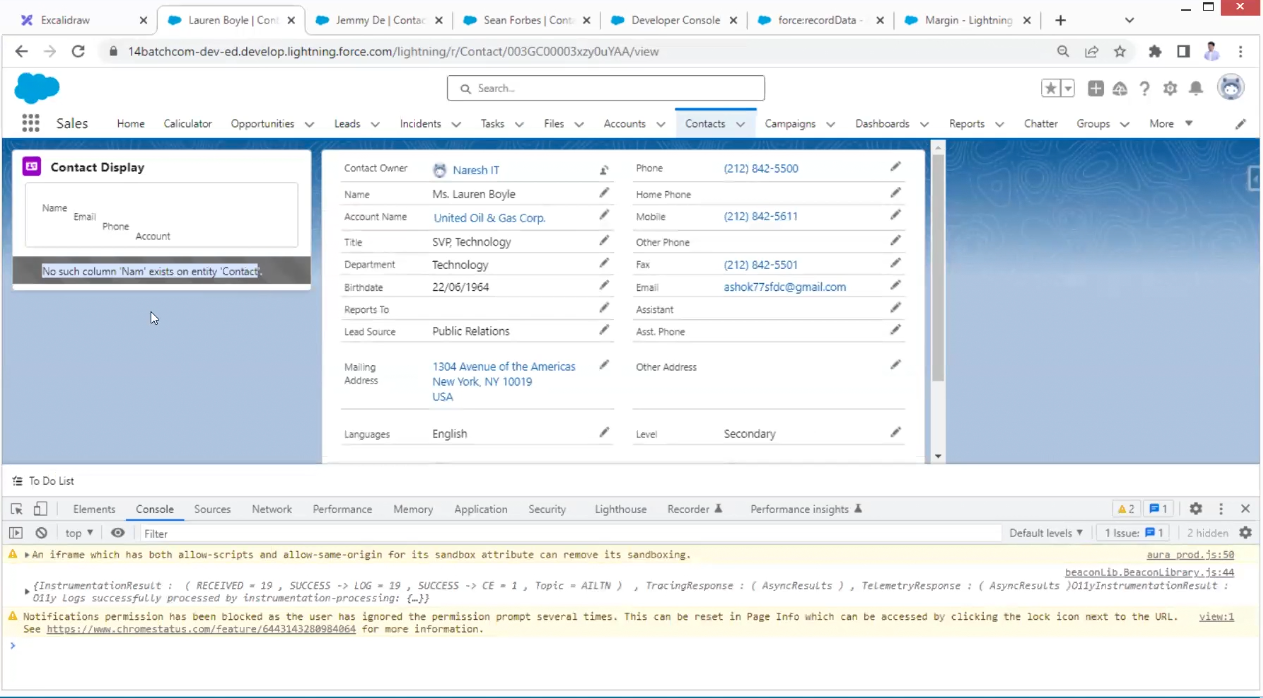 Excalidraw
Lauren Boyle | Cont
Jemmy De | Contac
Sean Forbes | Conta
Developer Console
force:recordData -
Margin - Lightning
14batchcom-dev-ed.develop.lightning.force.com/lightning/r/Contact/003GC00003xzy0uYAA/view
Search...
Sales
Home
Calculator
Opportunities
Leads
Incidents
Tasks
Files
Accounts
Contacts
Campaigns
Dashboards
Reports
Chatter
Groups
More
Contact Display
Name
Email
Phone
Account
No such column 'Nam' exists on entity 'Contact'.
Contact Owner
Naresh IT
Phone
(212) 842-5500
Name
Ms. Lauren Boyle
Home Phone
Account Name
United Oil & Gas Corp.
Mobile
(212) 842-5611
Title
SVP, Technology
Other Phone
Department
Technology
Fax
(212) 842-5501
Birthdate
22/06/1964
Email
ashok77sfdc@gmail.com
Reports To
Assistant
Lead Source
Public Relations
Asst. Phone
Mailing
Address
1304 Avenue of the Americas
New York, NY 10019
USA
Other Address
Languages
English
Level
Secondary
To Do List
Elements
Console
Sources
Network
Performance
Memory
Application
Security
Lighthouse
Recorder
Performance insights
2
1
top
Filter
Default levels
1 Issue:
1
2 hidden
An iframe which has both allow-scripts and allow-same-origin for its sandbox attribute can remove its sandboxing.
aura prod.js:50
beaconLib.BeaconLibrary.js:44
{InstrumentationResult : ( RECEIVED = 19 , SUCCESS -> LOG = 19 , SUCCESS -> CE = 1 , Topic = AILTN ) , TracingResponse : ( AsyncResults ) , TelemetryResponse : ( AsyncResults )O11yInstrumentationResult :
O11y Logs successfully processed by instrumentation-processing: {…}}
Notifications permission has been blocked as the user has ignored the permission prompt several times. This can be reset in Page Info which can be accessed by clicking the lock icon next to the URL.
view:1
See https://www.chromestatus.com/feature/6443143280984064 for more information.